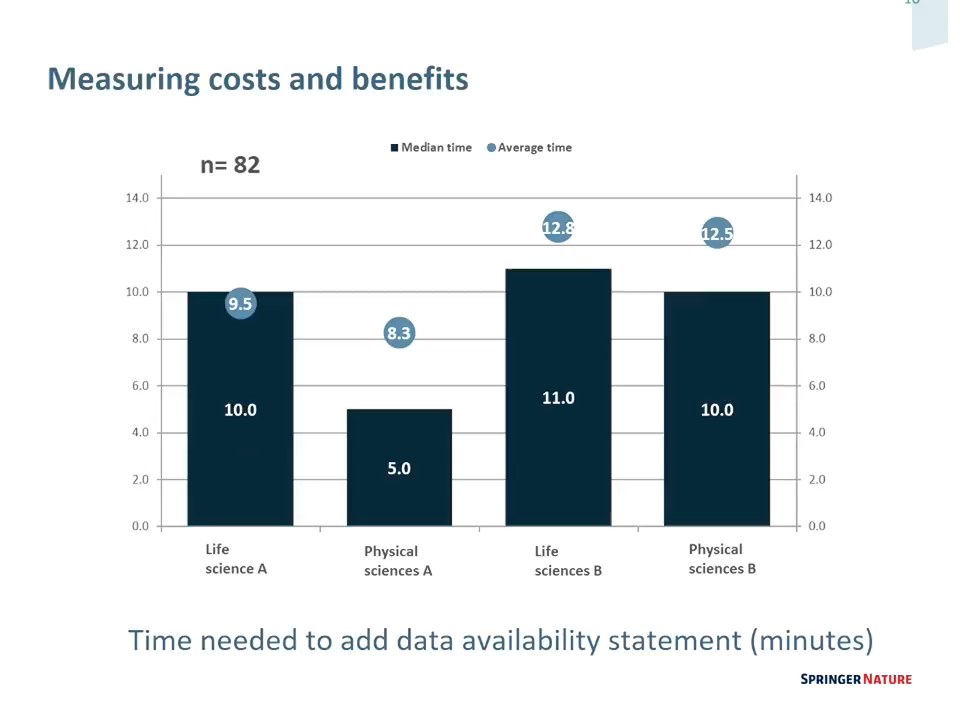 Measuring costs and benefits
Median time Average time
n= 82
14.0 14.0
12.8
12.5
12.0 12.0
10.0 10.0
9.5
8.3
8.0 8.0
6.0 6.0
10.0
11.0
10.0
4.0 4.0
5.0
2.0 2.0
0.0 0.0
Life
science A
Physical
sciences A
Life
sciences B
Physical
sciences B
Time needed to add data availability statement (minutes)
SPRINGER NATURE